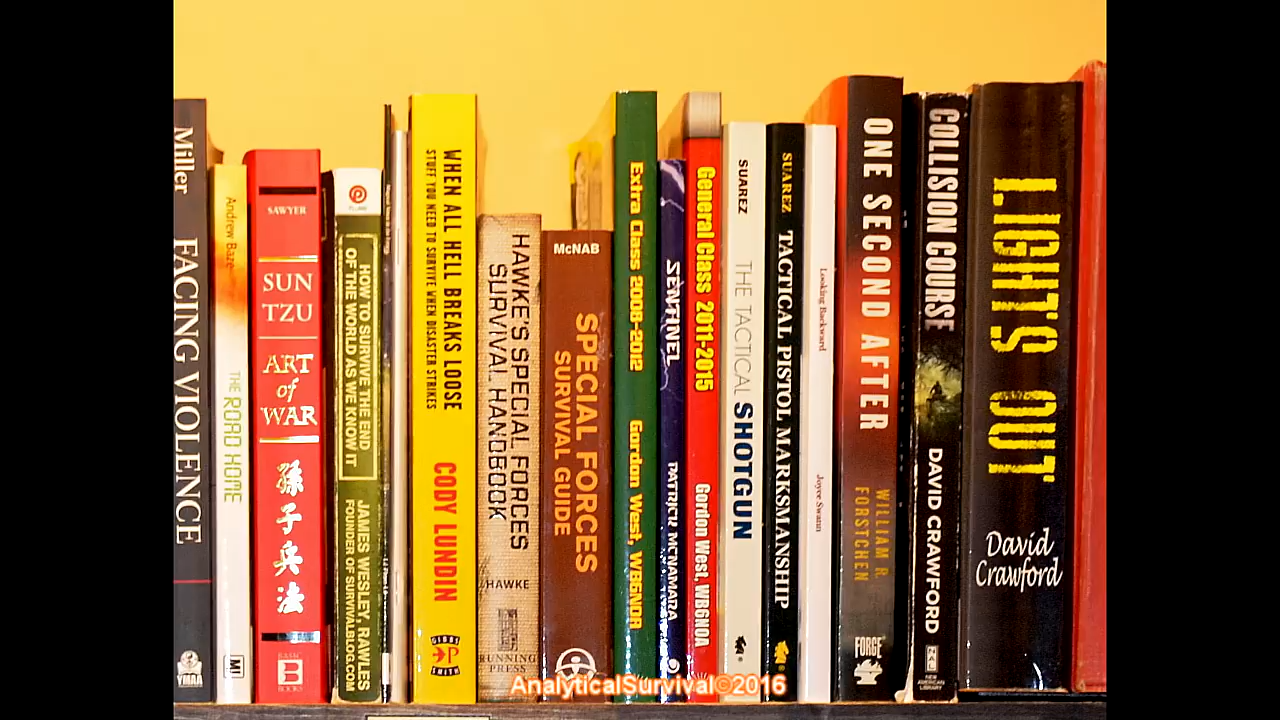 Miller
FACING VIOLENCE
YMAA
Andrew Baze
THE ROAD HOME
SAWYER
SUN
TZU
ART
of
WAR
孫
子
兵
法
BASIC
BOOKS
HOW TO SURVIVE THE END
OF THE WORLD AS WE KNOW IT
JAMES WESLEY, RAWLES
FOUNDER OF SURVIVALBLOG.COM
WHEN ALL HELL BREAKS LOOSE
STUFF YOU NEED TO SURVIVE WHEN DISASTER STRIKES
CODY LUNDIN
GIBBS
SMITH
HAWKE'S SPECIAL FORCES
SURVIVAL HANDBOOK
HAWKE
RUNNING
PRESS
McNAB
SPECIAL FORCES
SURVIVAL GUIDE
Extra Class 2008-2012
Gordon West, WB6NOA
SENTINEL
PATRICK MCNAMARA
General Class 2011-2015
Gordon West, WB6NOA
SUAREZ
THE TACTICAL SHOTGUN
SUAREZ
TACTICAL PISTOL MARKSMANSHIP
Looking Backward
Joyce Swann
ONE SECOND AFTER
WILLIAM R.
FORSTCHEN
FORGE
COLLISION COURSE
DAVID CRAWFORD
NEW
AMERICAN
LIBRARY
LIGHTS OUT
David
Crawford
AnalyticalSurvival©2016